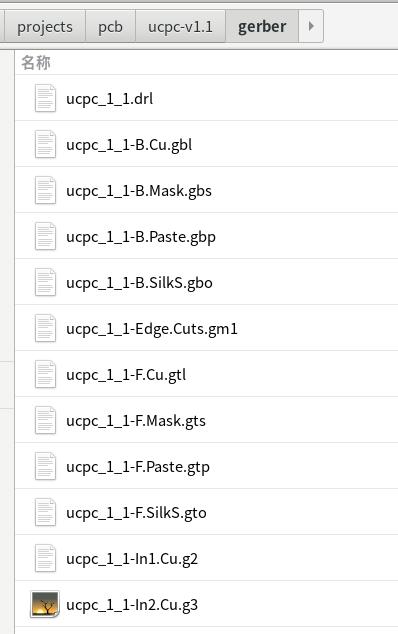 projects pcb ucpc-v1.1 gerber
名称
ucpc_1_1.drl
ucpc_1_1-B.Cu.gbl
ucpc_1_1-B.Mask.gbs
ucpc_1_1-B.Paste.gbp
ucpc_1_1-B.SilkS.gbo
ucpc_1_1-Edge.Cuts.gm1
ucpc_1_1-F.Cu.gtl
ucpc_1_1-F.Mask.gts
ucpc_1_1-F.Paste.gtp
ucpc_1_1-F.SilkS.gto
ucpc_1_1-In1.Cu.g2
ucpc_1_1-In2.Cu.g3